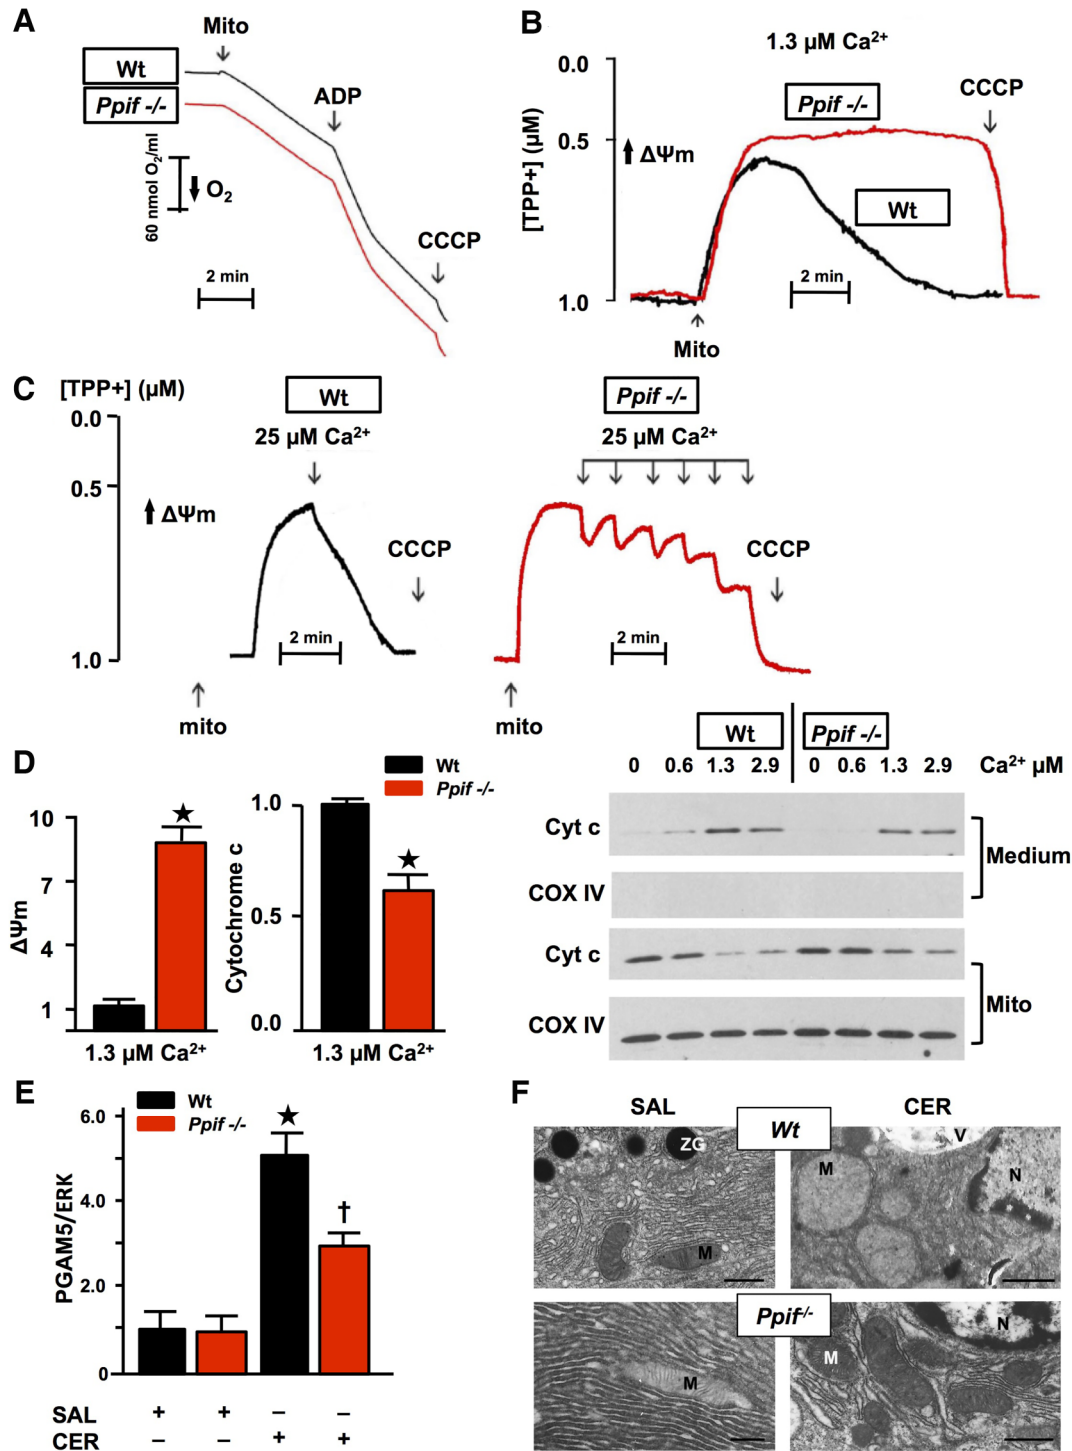 A
Mito
Wt
Ppif -/-
ADP
60 nmol O2/ml
O2
CCCP
2 min
B
1.3 µM Ca2+
0.0
Ppif -/-
CCCP
0.5
ΔΨm
[TPP+] (µM)
Wt
2 min
1.0
Mito
C
[TPP+] (µM)
Wt
Ppif -/-
0.0
25 µM Ca2+
25 µM Ca2+
0.5
ΔΨm
CCCP
CCCP
2 min
2 min
1.0
mito
mito
D
Wt
Ppif -/-
10
7
4
1
ΔΨm
1.3 µM Ca2+
1.0
0.5
0.0
Cytochrome c
1.3 µM Ca2+
Wt
Ppif -/-
0 0.6 1.3 2.9 0 0.6 1.3 2.9 Ca2+ µM
Cyt c
Medium
COX IV
Cyt c
Mito
COX IV
E
Wt
Ppif -/-
6.0
4.0
2.0
0
PGAM5/ERK
★
†
SAL + + – –
CER – – + +
F
SAL
CER
Wt
ZG
M
V
M
N
* *
Ppif-/-
M
N
M